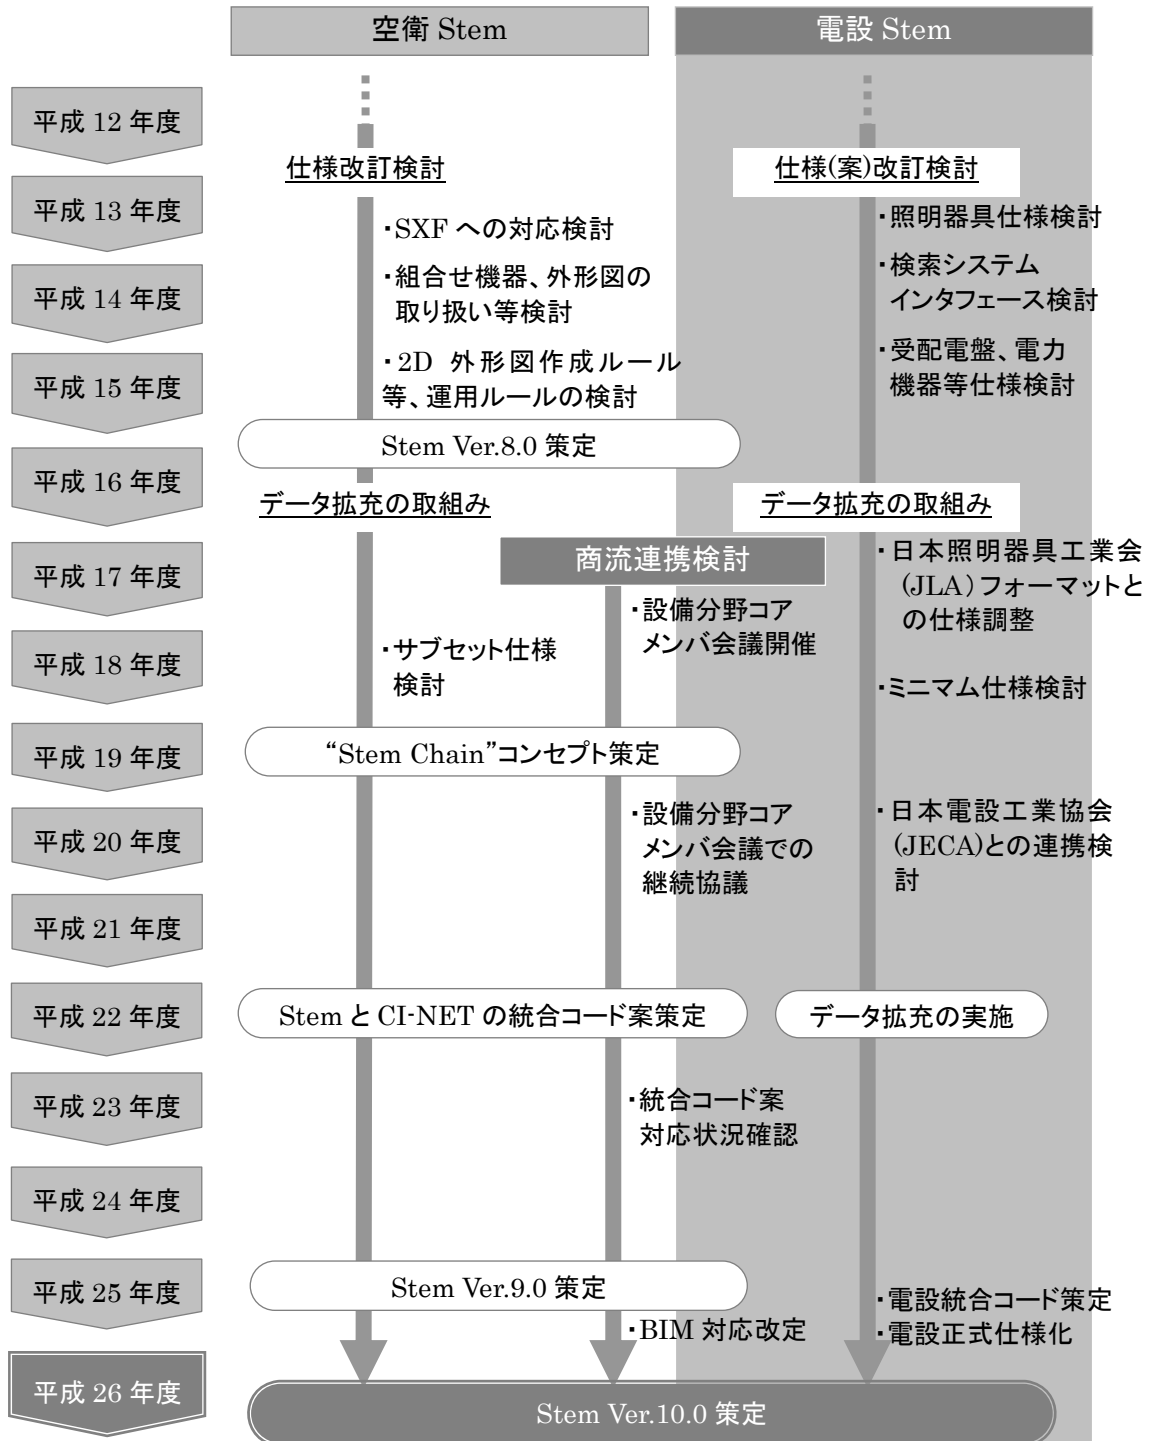 空衛 Stem
電設 Stem
平成 12 年度
仕様改訂検討
仕様(案)改訂検討
平成 13 年度
・SXF への対応検討
・照明器具仕様検討
平成 14 年度
・組合せ機器、外形図の
取り扱い等検討
・検索システム
インタフェース検討
平成 15 年度
・2D 外形図作成ルール
等、運用ルールの検討
・受配電盤、電力
機器等仕様検討
Stem Ver.8.0 策定
平成 16 年度
データ拡充の取組み
データ拡充の取組み
平成 17 年度
商流連携検討
・設備分野コア
メンバ会議開催
・日本照明器具工業会
(JLA）フォーマットと
の仕様調整
平成 18 年度
・サブセット仕様
検討
・ミニマム仕様検討
平成 19 年度
“Stem Chain”コンセプト策定
平成 20 年度
・設備分野コア
メンバ会議での
継続協議
・日本電設工業協会
(JECA)との連携検
討
平成 21 年度
平成 22 年度
Stem と CI-NET の統合コード案策定
データ拡充の実施
平成 23 年度
・統合コード案
対応状況確認
平成 24 年度
平成 25 年度
Stem Ver.9.0 策定
・BIM 対応改定
・電設統合コード策定
・電設正式仕様化
平成 26 年度
Stem Ver.10.0 策定